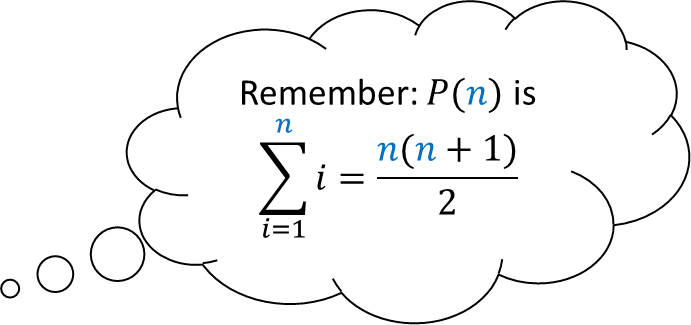 Remember: P(n) is
∑_{i=1}^{n} i = n(n + 1)/2